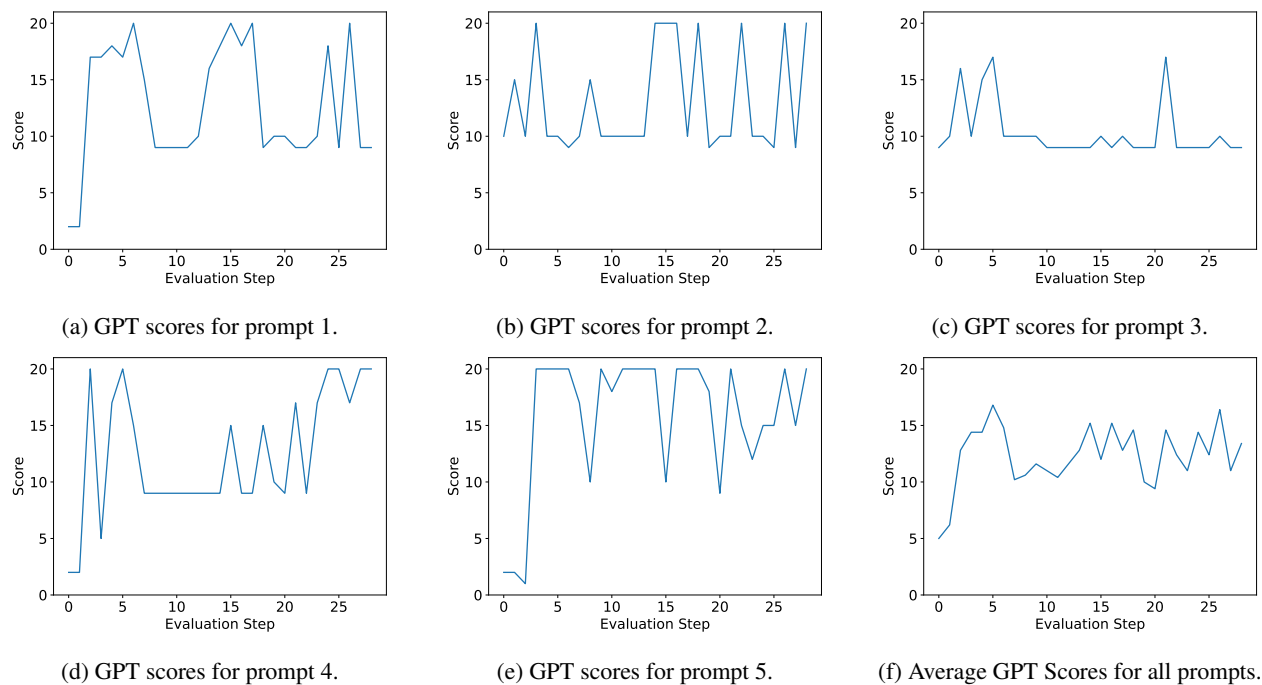 20
15
10
5
0
Score
0 5 10 15 20 25
Evaluation Step
(a) GPT scores for prompt 1.
20
15
10
5
0
Score
0 5 10 15 20 25
Evaluation Step
(b) GPT scores for prompt 2.
20
15
10
5
0
Score
0 5 10 15 20 25
Evaluation Step
(c) GPT scores for prompt 3.
20
15
10
5
0
Score
0 5 10 15 20 25
Evaluation Step
(d) GPT scores for prompt 4.
20
15
10
5
0
Score
0 5 10 15 20 25
Evaluation Step
(e) GPT scores for prompt 5.
20
15
10
5
0
Score
0 5 10 15 20 25
Evaluation Step
(f) Average GPT Scores for all prompts.